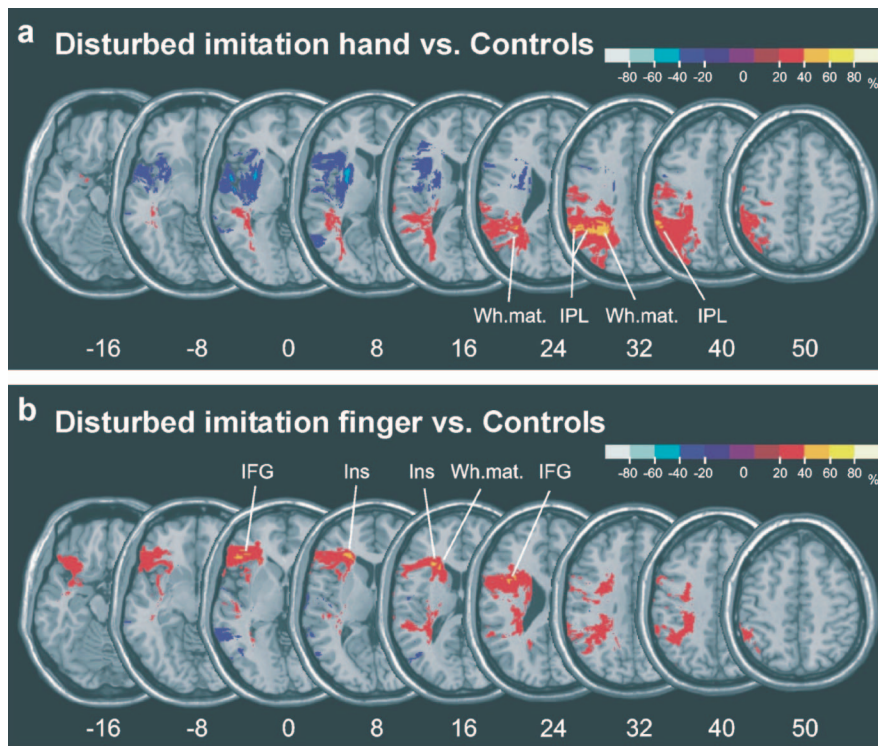 a Disturbed imitation hand vs. Controls
-80 -60 -40 -20 0 20 40 60 80 %
Wh.mat. IPL Wh.mat. IPL
-16 -8 0 8 16 24 32 40 50
b Disturbed imitation finger vs. Controls
-80 -60 -40 -20 0 20 40 60 80 %
IFG Ins Ins Wh.mat. IFG
-16 -8 0 8 16 24 32 40 50